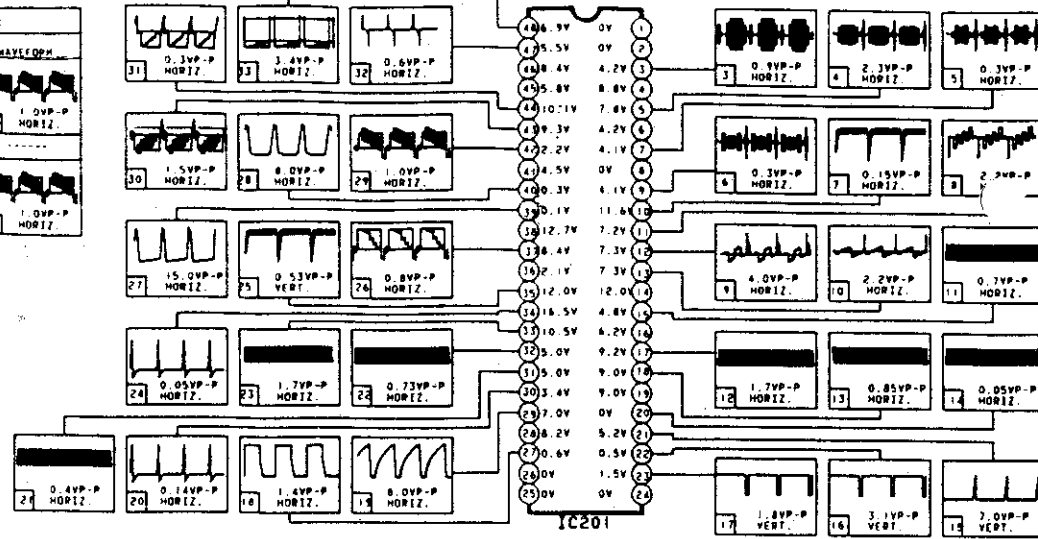 WAVEFORM
1.0VP-P
HORIZ.
1.0VP-P
HORIZ.
31 0.3VP-P
HORIZ.
33 3.4VP-P
HORIZ.
32 0.6VP-P
HORIZ.
30 1.5VP-P
HORIZ.
28 8.0VP-P
HORIZ.
29 1.0VP-P
HORIZ.
27 15.0VP-P
HORIZ.
25 0.53VP-P
VERT.
26 0.8VP-P
HORIZ.
24 0.05VP-P
HORIZ.
23 1.7VP-P
HORIZ.
22 0.73VP-P
HORIZ.
21 0.4VP-P
HORIZ.
20 0.14VP-P
HORIZ.
18 1.4VP-P
HORIZ.
19 8.0VP-P
HORIZ.
48 6.9V 0V 1
47 5.5V 0V 2
46 8.4V 4.2V 3
45 5.8V 8.8V 4
44 10.1V 7.8V 5
43 9.3V 4.2V 6
42 2.2V 4.1V 7
41 4.5V 0V 8
40 0.3V 4.1V 9
39 0.1V 11.6V 10
38 12.7V 7.2V 11
37 8.4V 7.3V 12
36 2.1V 7.3V 13
35 12.0V 12.0V 14
34 16.5V 4.8V 15
33 10.5V 6.2V 16
32 5.0V 9.2V 17
31 5.0V 9.0V 18
30 3.4V 9.0V 19
29 7.0V 0V 20
28 8.2V 5.2V 21
27 0.6V 0.5V 22
26 0V 1.5V 23
25 0V 0V 24
IC201
3 0.9VP-P
HORIZ.
4 2.3VP-P
HORIZ.
5 0.3VP-P
HORIZ.
6 0.3VP-P
HORIZ.
7 0.15VP-P
HORIZ.
8
HORIZ.
9 4.0VP-P
HORIZ.
10 2.2VP-P
HORIZ.
11 0.7VP-P
HORIZ.
12 1.7VP-P
HORIZ.
13 0.85VP-P
HORIZ.
14 0.05VP-P
HORIZ.
17 1.8VP-P
VERT.
16 3.1VP-P
VERT.
15 7.0VP-P
VERT.